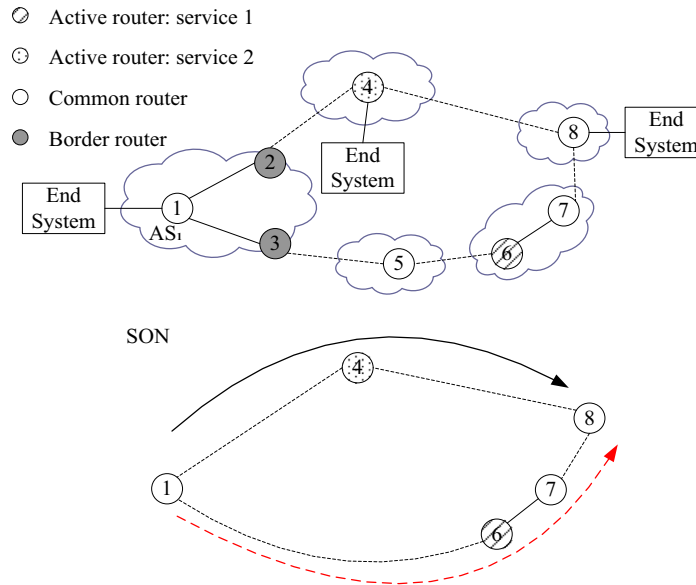 Active router: service 1
Active router: service 2
Common router
Border router
4
8
End
System
End
System
2
End
System
1
7
AS₁
3
6
5
SON
4
8
1
7
6